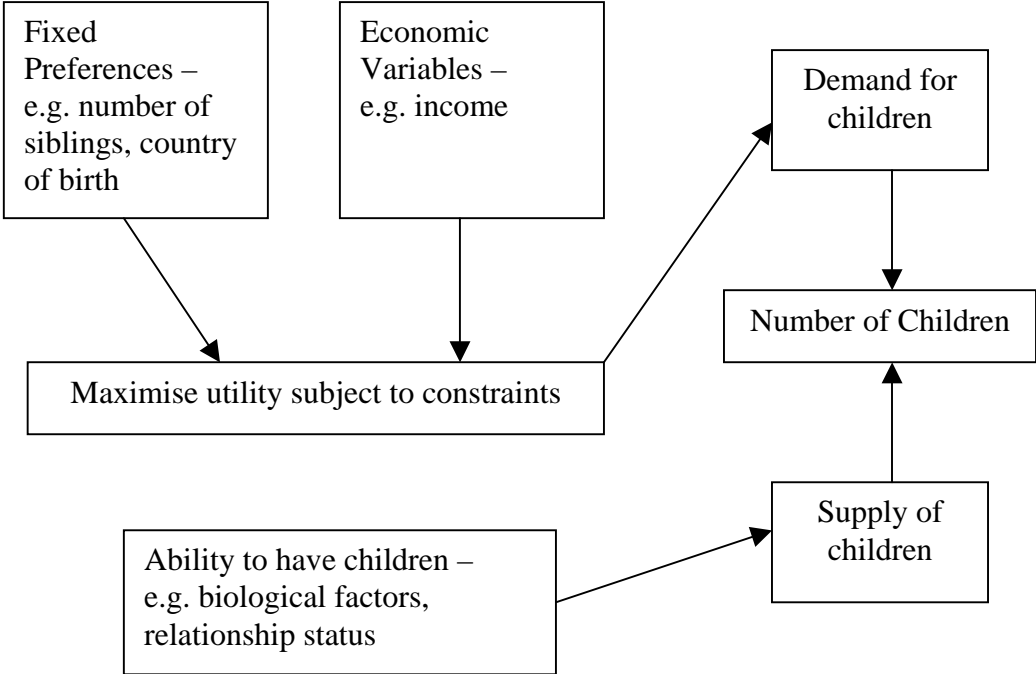 Fixed
Preferences –
e.g. number of
siblings, country
of birth
Economic
Variables –
e.g. income
Demand for
children
Number of Children
Maximise utility subject to constraints
Supply of
children
Ability to have children –
e.g. biological factors,
relationship status